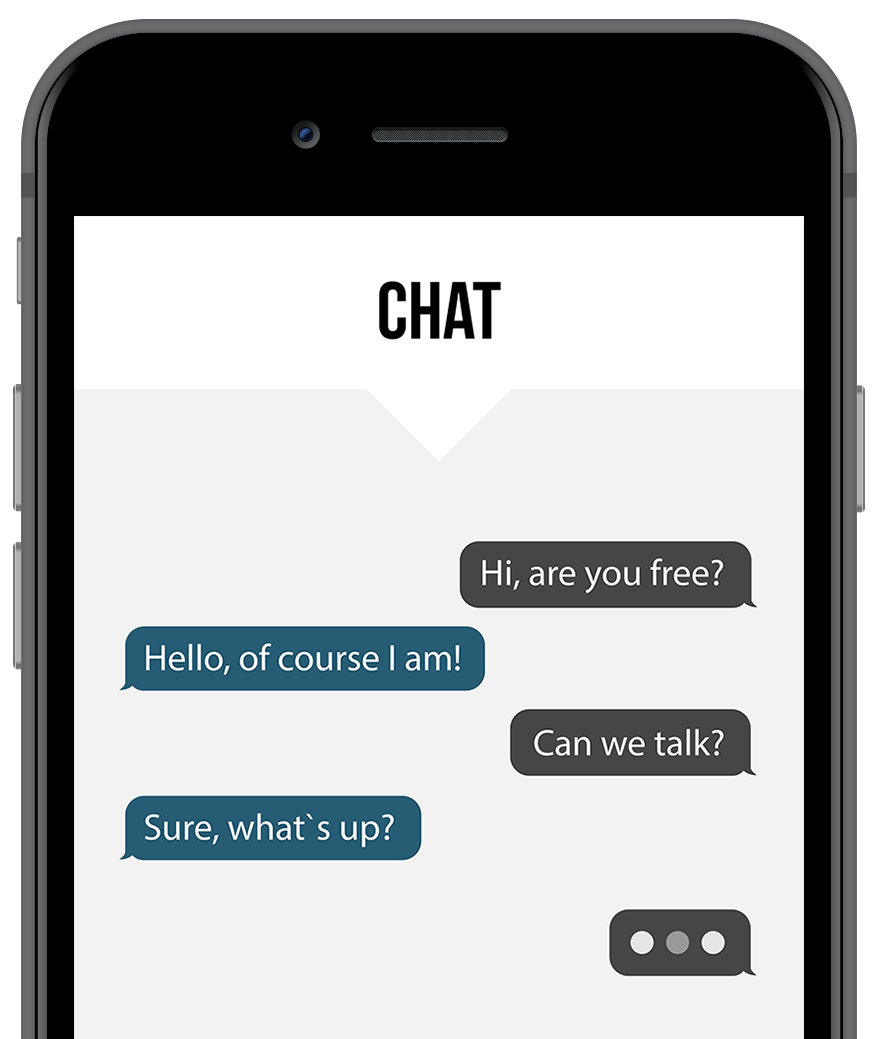 CHAT
Hi, are you free?
Hello, of course I am!
Can we talk?
Sure, what`s up?